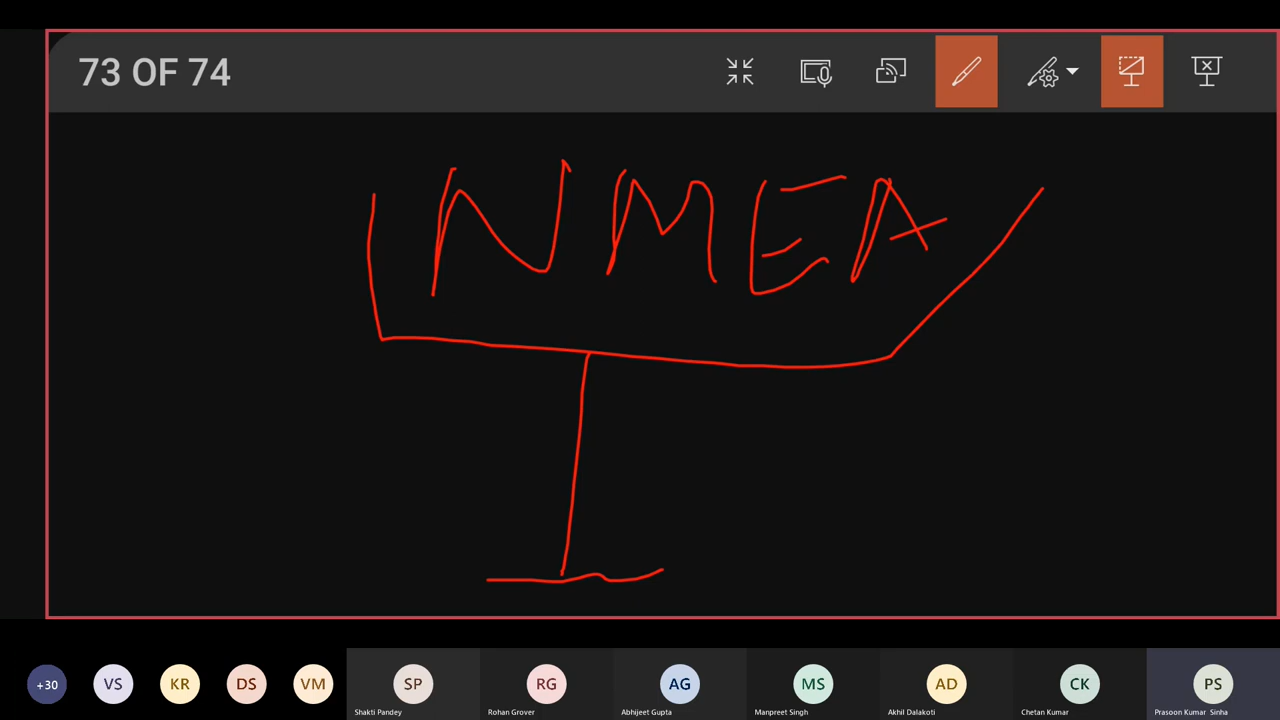 73 OF 74
NMEA
+30 VS KR DS VM SP RG AG MS AD CK PS
Shakti Pandey Rohan Grover Abhijeet Gupta Manpreet Singh Akhil Dalakoti Chetan Kumar Prasoon Kumar Sinha